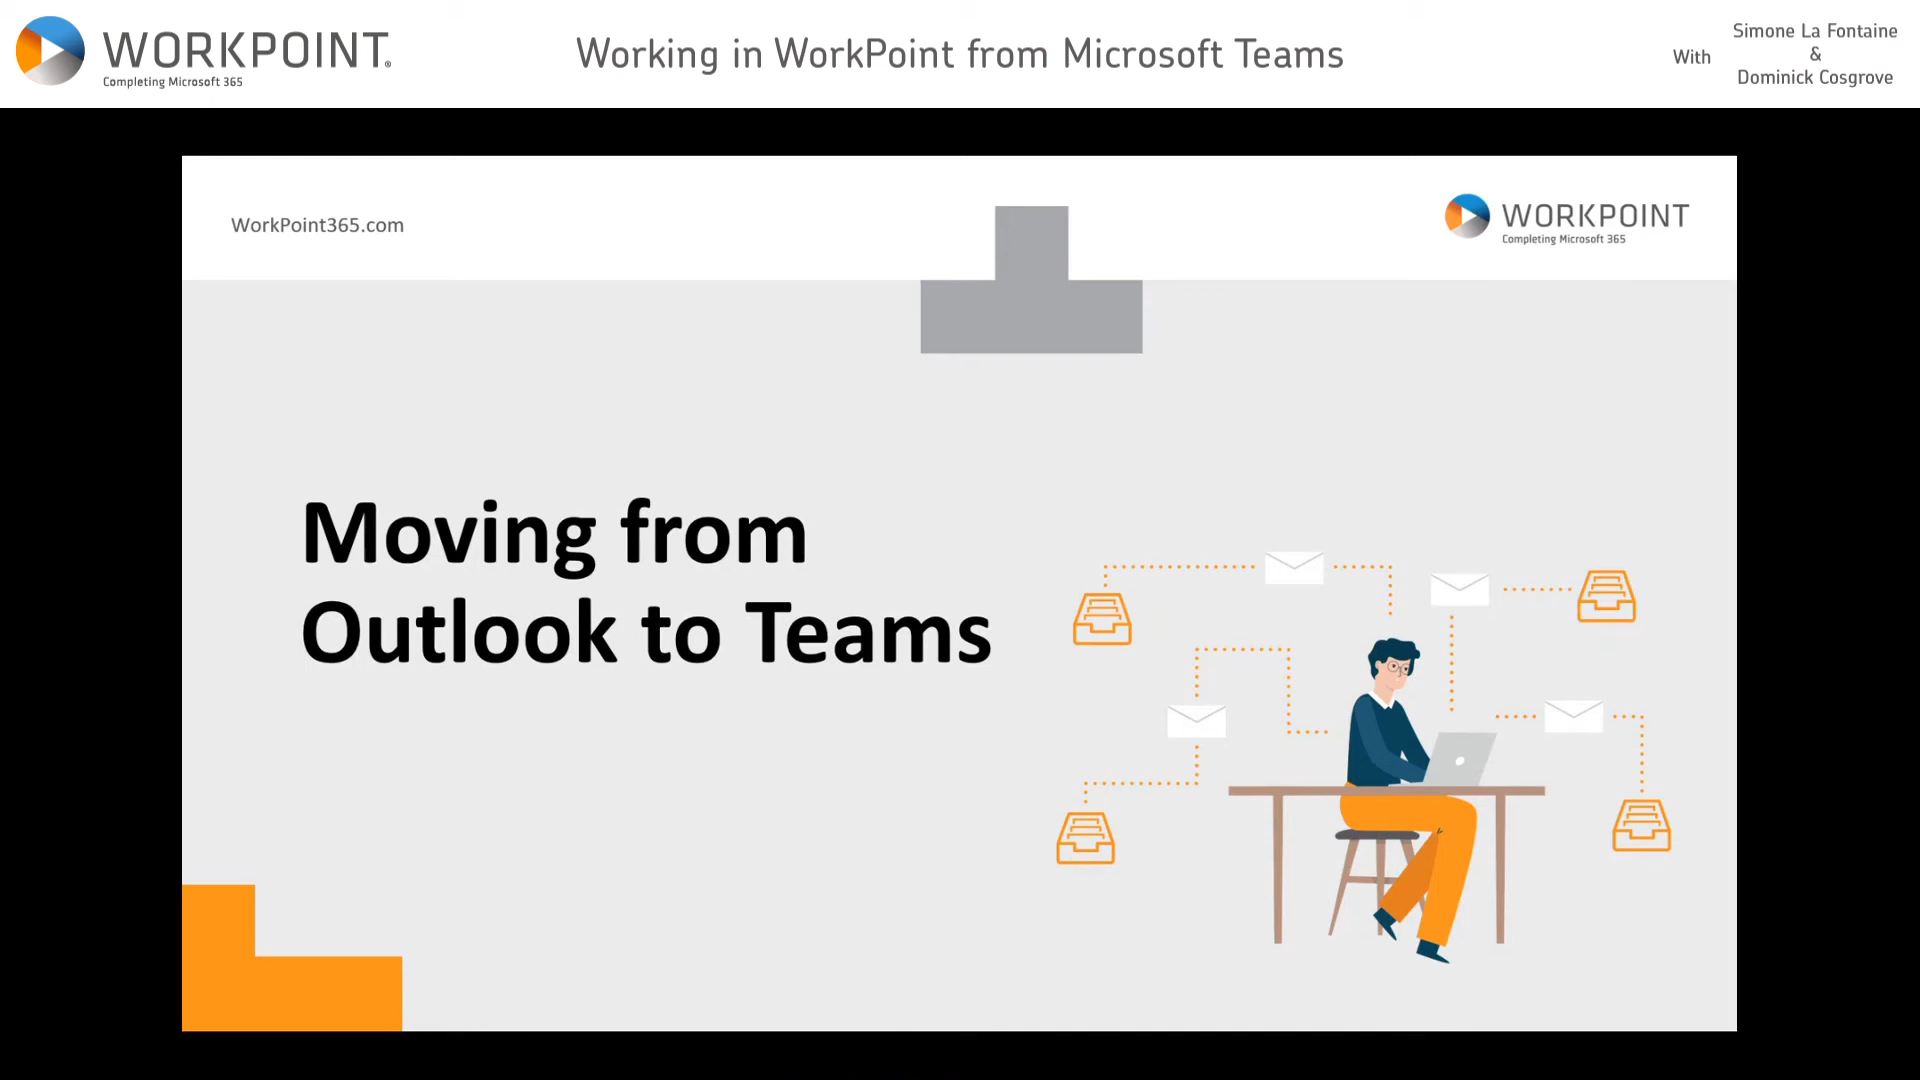 WORKPOINT®
Completing Microsoft 365
Working in WorkPoint from Microsoft Teams
With
Simone La Fontaine
&
Dominick Cosgrove
WorkPoint365.com
WORKPOINT
Completing Microsoft 365
Moving from
Outlook to Teams